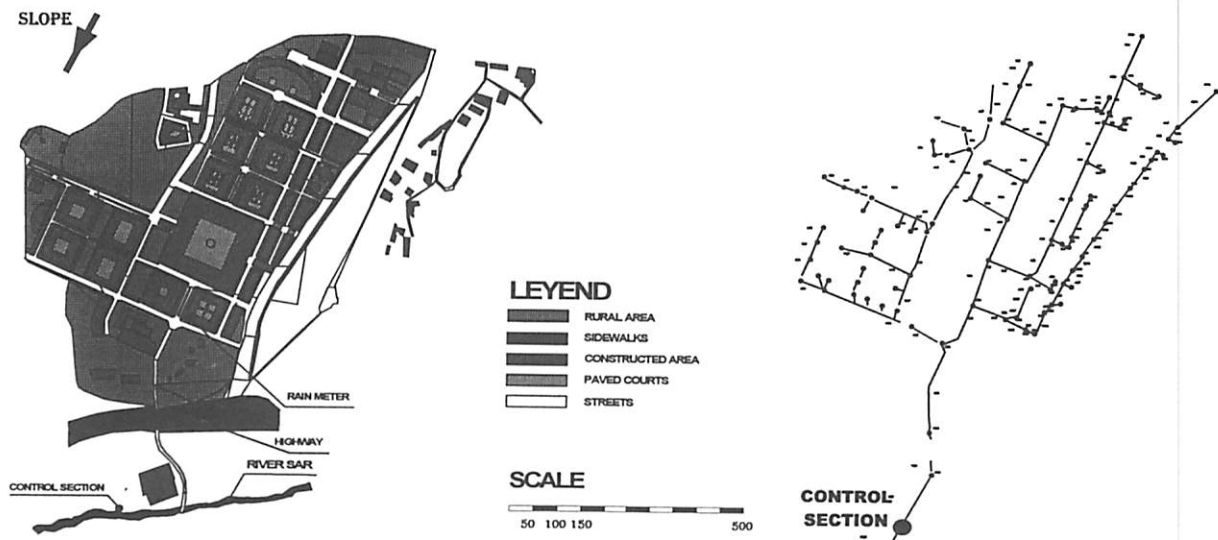 SLOPE
LEYEND
RURAL AREA
SIDEWALKS
CONSTRUCTED AREA
PAVED COURTS
STREETS
RAIN METER
HIGHWAY
RIVER SAR
CONTROL SECTION
SCALE
50 100 150 500
CONTROL-
SECTION